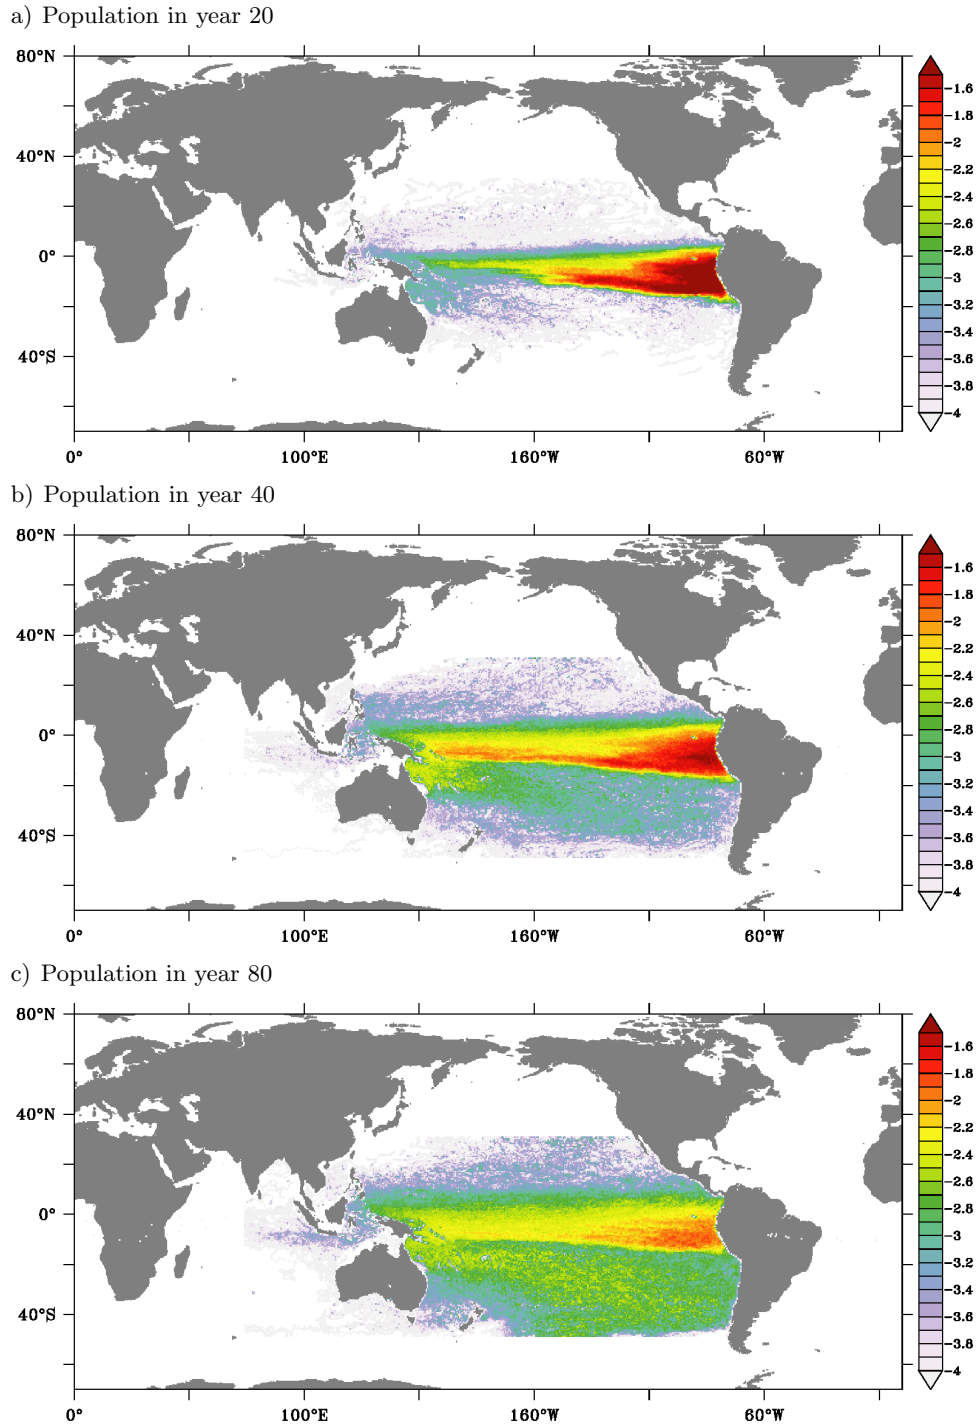 a) Population in year 20
80°N
40°N
0°
40°S
0° 100°E 160°W 60°W
-1.6
-1.8
-2
-2.2
-2.4
-2.6
-2.8
-3
-3.2
-3.4
-3.6
-3.8
-4
b) Population in year 40
80°N
40°N
0°
40°S
0° 100°E 160°W 60°W
-1.6
-1.8
-2
-2.2
-2.4
-2.6
-2.8
-3
-3.2
-3.4
-3.6
-3.8
-4
c) Population in year 80
80°N
40°N
0°
40°S
0° 100°E 160°W 60°W
-1.6
-1.8
-2
-2.2
-2.4
-2.6
-2.8
-3
-3.2
-3.4
-3.6
-3.8
-4